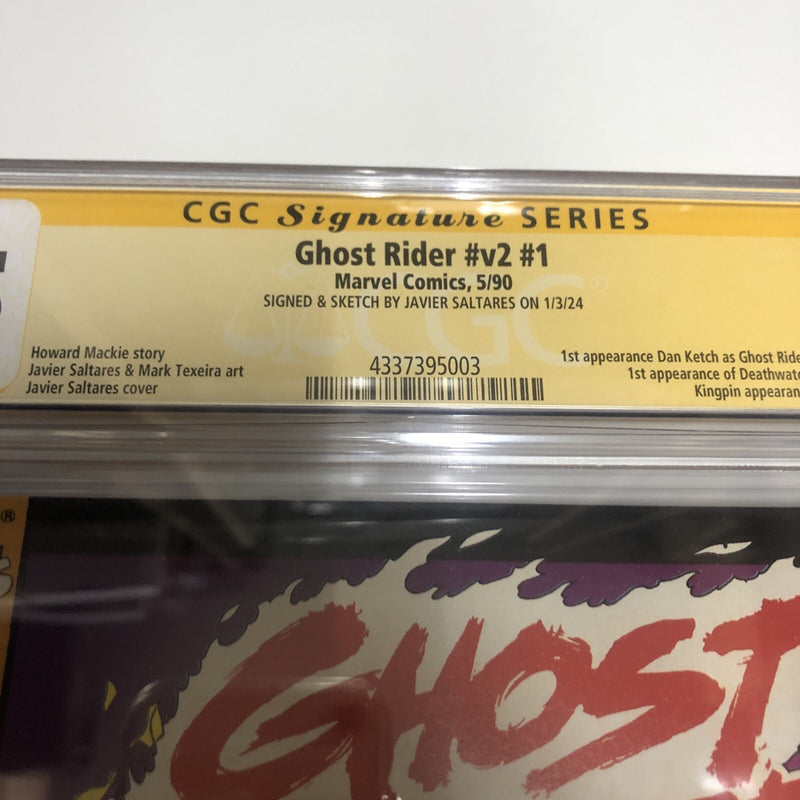 CGC Signature SERIES
Ghost Rider #v2 #1
Marvel Comics, 5/90
SIGNED & SKETCH BY JAVIER SALTARES ON 1/3/24
CGC
Howard Mackie story
Javier Saltares & Mark Texeira art
Javier Saltares cover
4337395003
1st appearance Dan Ketch as Ghost Ride
1st appearance of Deathwat
Kingpin appearan
GHOST